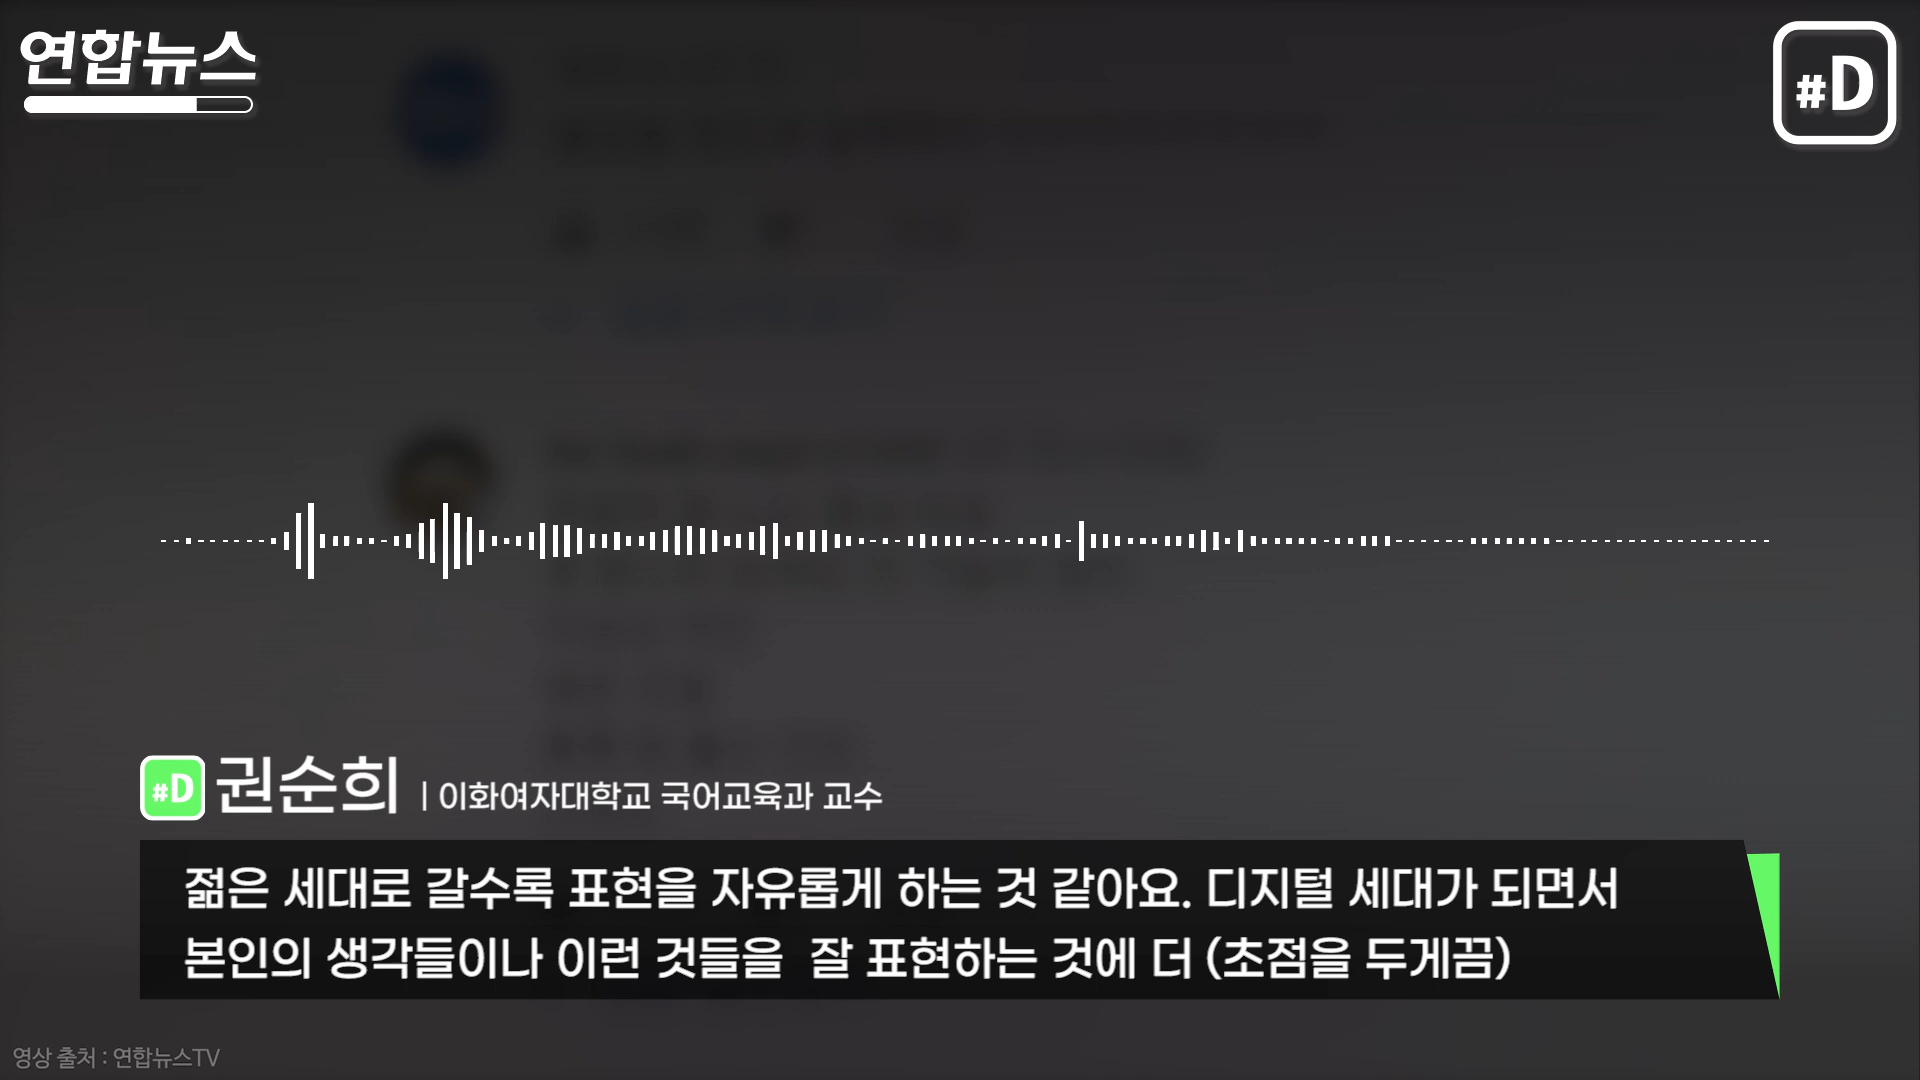 연합뉴스
#D
#D 권순희 | 이화여자대학교 국어교육과 교수
젊은 세대로 갈수록 표현을 자유롭게 하는 것 같아요. 디지털 세대가 되면서
본인의 생각들이나 이런 것들을 잘 표현하는 것에 더 (초점을 두게끔)
영상 출처 : 연합뉴스TV